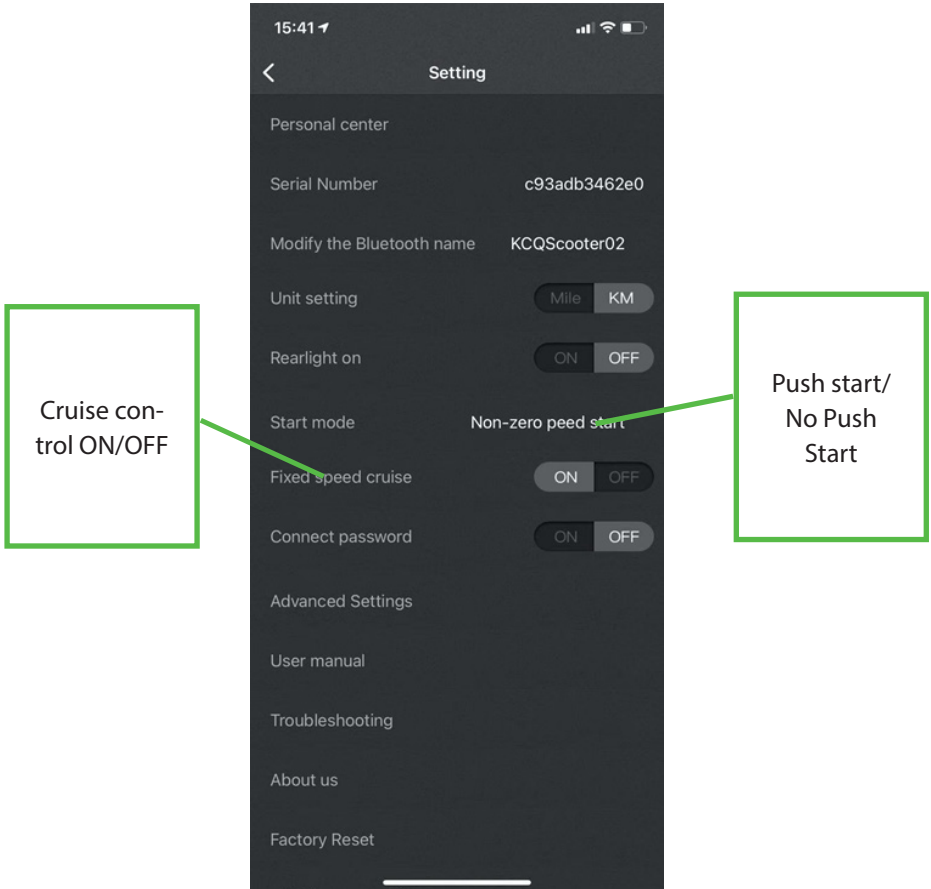 15:41
Setting
Personal center
Serial Number c93adb3462e0
Modify the Bluetooth name KCQScooter02
Unit setting Mile KM
Rearlight on ON OFF
Start mode Non-zero peed start
Fixed speed cruise ON OFF
Connect password ON OFF
Advanced Settings
User manual
Troubleshooting
About us
Factory Reset
Cruise con-
trol ON/OFF
Push start/
No Push
Start